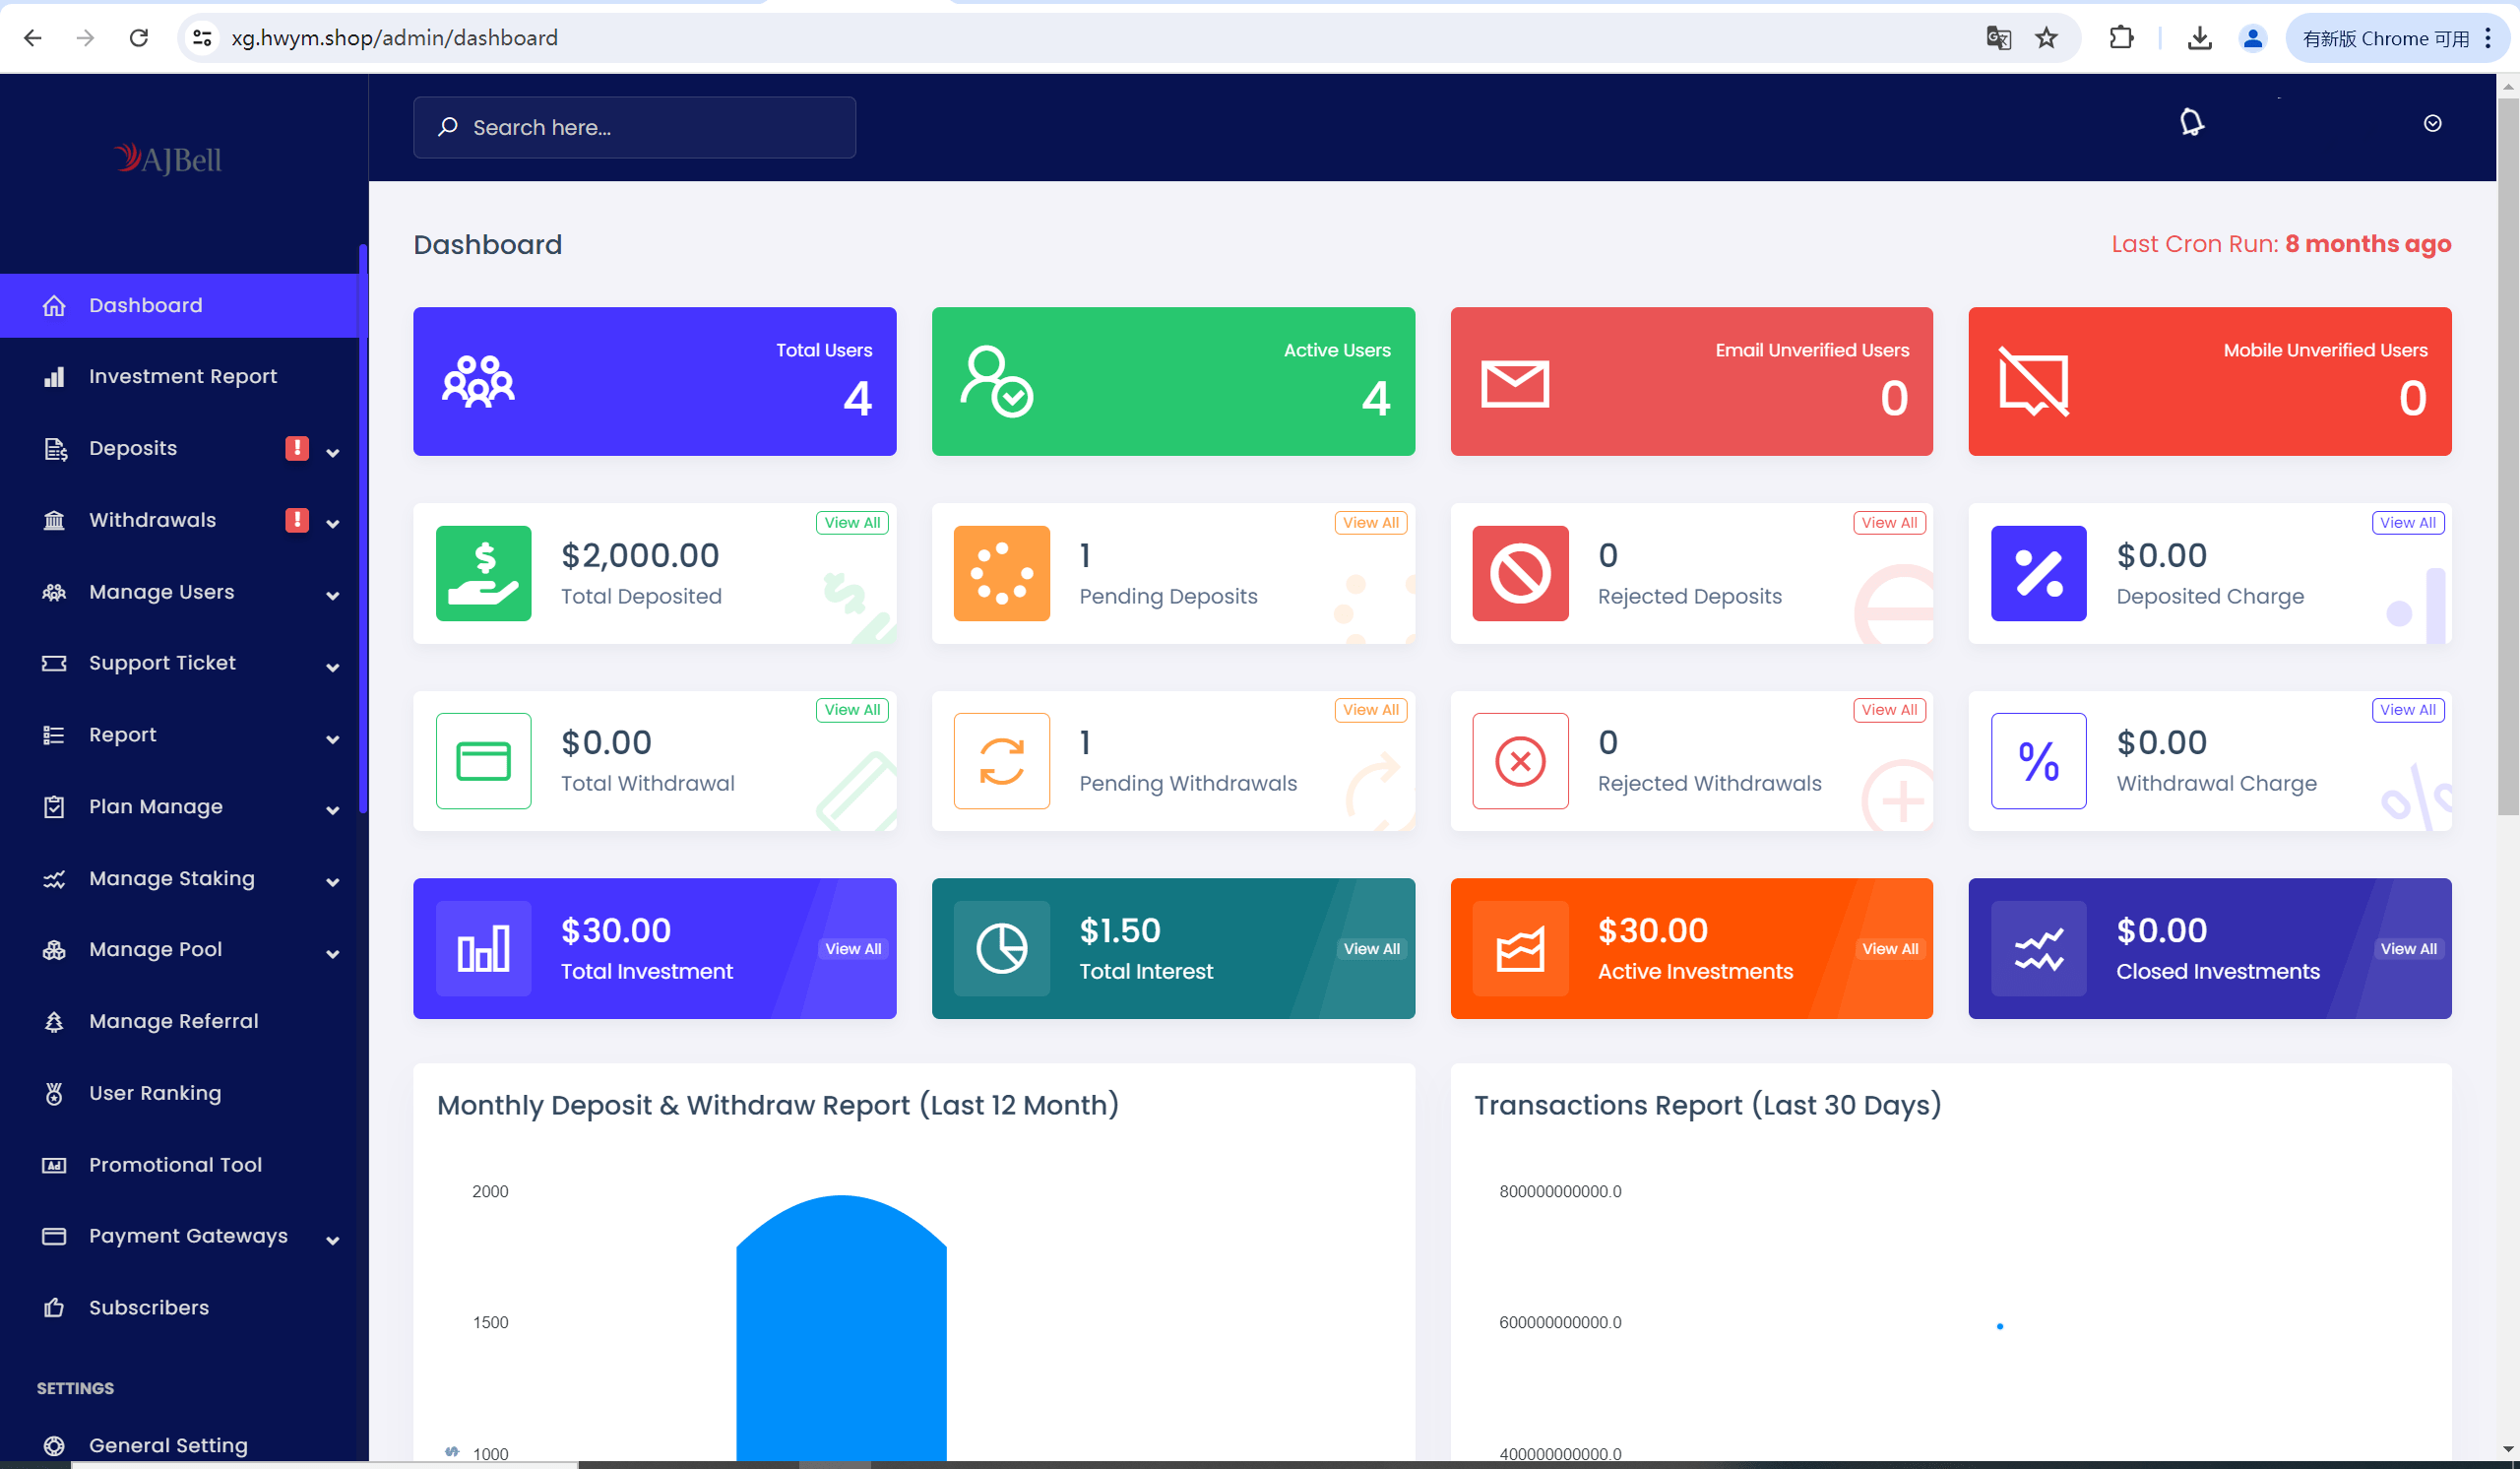 xg.hwym.shop/admin/dashboard
有新版 Chrome 可用
AJBell
Search here...
Dashboard
Last Cron Run: 8 months ago
Dashboard
Investment Report
Deposits
Withdrawals
Manage Users
Support Ticket
Report
Plan Manage
Manage Staking
Manage Pool
Manage Referral
User Ranking
Promotional Tool
Payment Gateways
Subscribers
SETTINGS
General Setting
Total Users
4
Active Users
4
Email Unverified Users
0
Mobile Unverified Users
0
View All
$2,000.00
Total Deposited
View All
1
Pending Deposits
View All
0
Rejected Deposits
View All
$0.00
Deposited Charge
View All
$0.00
Total Withdrawal
View All
1
Pending Withdrawals
View All
0
Rejected Withdrawals
View All
$0.00
Withdrawal Charge
$30.00
Total Investment
View All
$1.50
Total Interest
View All
$30.00
Active Investments
View All
$0.00
Closed Investments
View All
Monthly Deposit & Withdraw Report (Last 12 Month)
2000
1500
$ 1000
Transactions Report (Last 30 Days)
800000000000.0
600000000000.0
400000000000.0